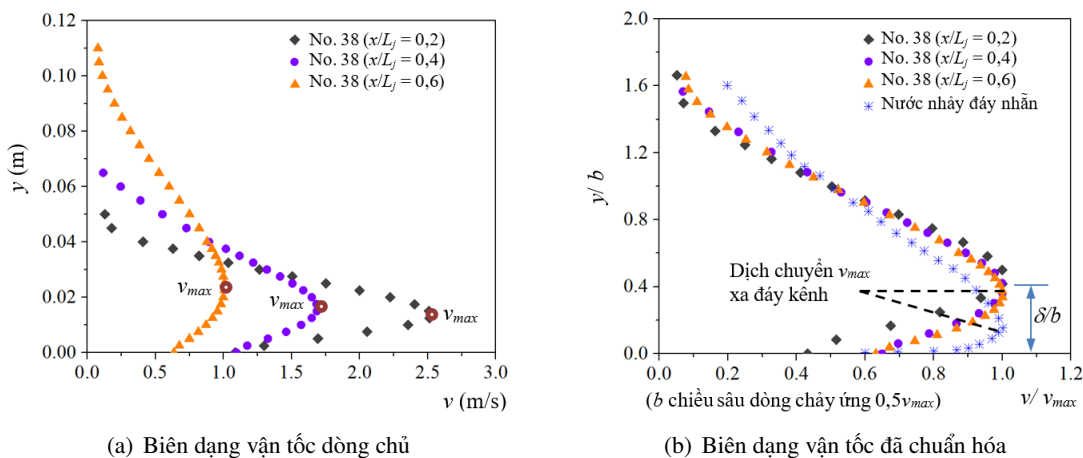 y (m)
0.12
0.10
0.08
0.06
0.04
0.02
0.00
No. 38 (x/Lj = 0,2)
No. 38 (x/Lj = 0,4)
No. 38 (x/Lj = 0,6)
vmax
vmax
vmax
0.0 0.5 1.0 1.5 2.0 2.5 3.0
v (m/s)
(a) Biên dạng vận tốc dòng chủ
y/ b
2.0
1.6
1.2
0.8
0.4
0.0
No. 38 (x/Lj = 0,2)
No. 38 (x/Lj = 0,4)
No. 38 (x/Lj = 0,6)
Nước nhảy đáy nhẵn
Dịch chuyển vmax
xa đáy kênh
δ/b
0.0 0.2 0.4 0.6 0.8 1.0 1.2
(b chiều sâu dòng chảy ứng 0,5vmax)
v/ vmax
(b) Biên dạng vận tốc đã chuẩn hóa